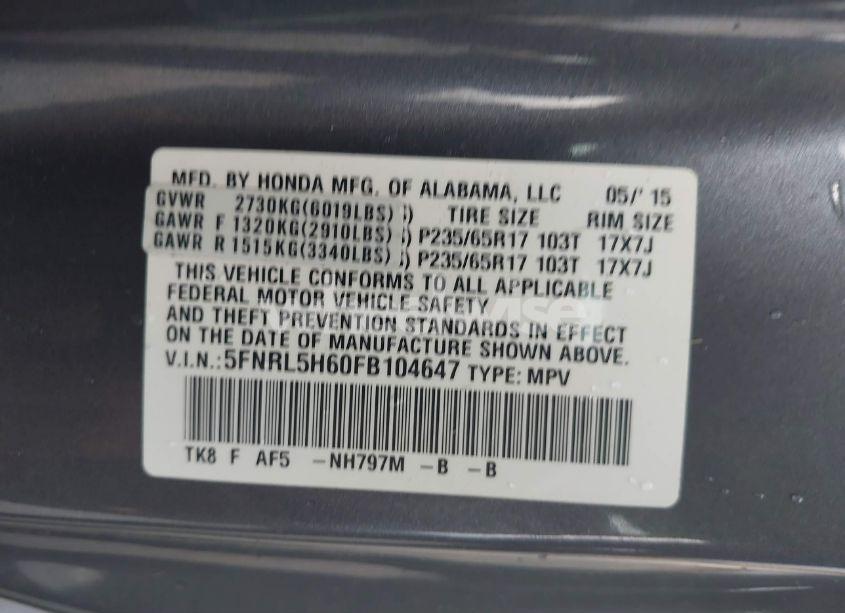 MFD. BY HONDA MFG. OF ALABAMA, LLC 05/' 15
GVWR 2730KG(6019LBS) ;) TIRE SIZE RIM SIZE
GAWR F 1320KG(2910LBS) ;) P235/65R17 103T 17X7J
GAWR R 1515KG(3340LBS) ;) P235/65R17 103T 17X7J
THIS VEHICLE CONFORMS TO ALL APPLICABLE
FEDERAL MOTOR VEHICLE SAFETY
AND THEFT PREVENTION STANDARDS IN EFFECT
ON THE DATE OF MANUFACTURE SHOWN ABOVE.
V.I.N.:5FNRL5H60FB104647 TYPE: MPV
TK8 F AF5 -NH797M -B -B